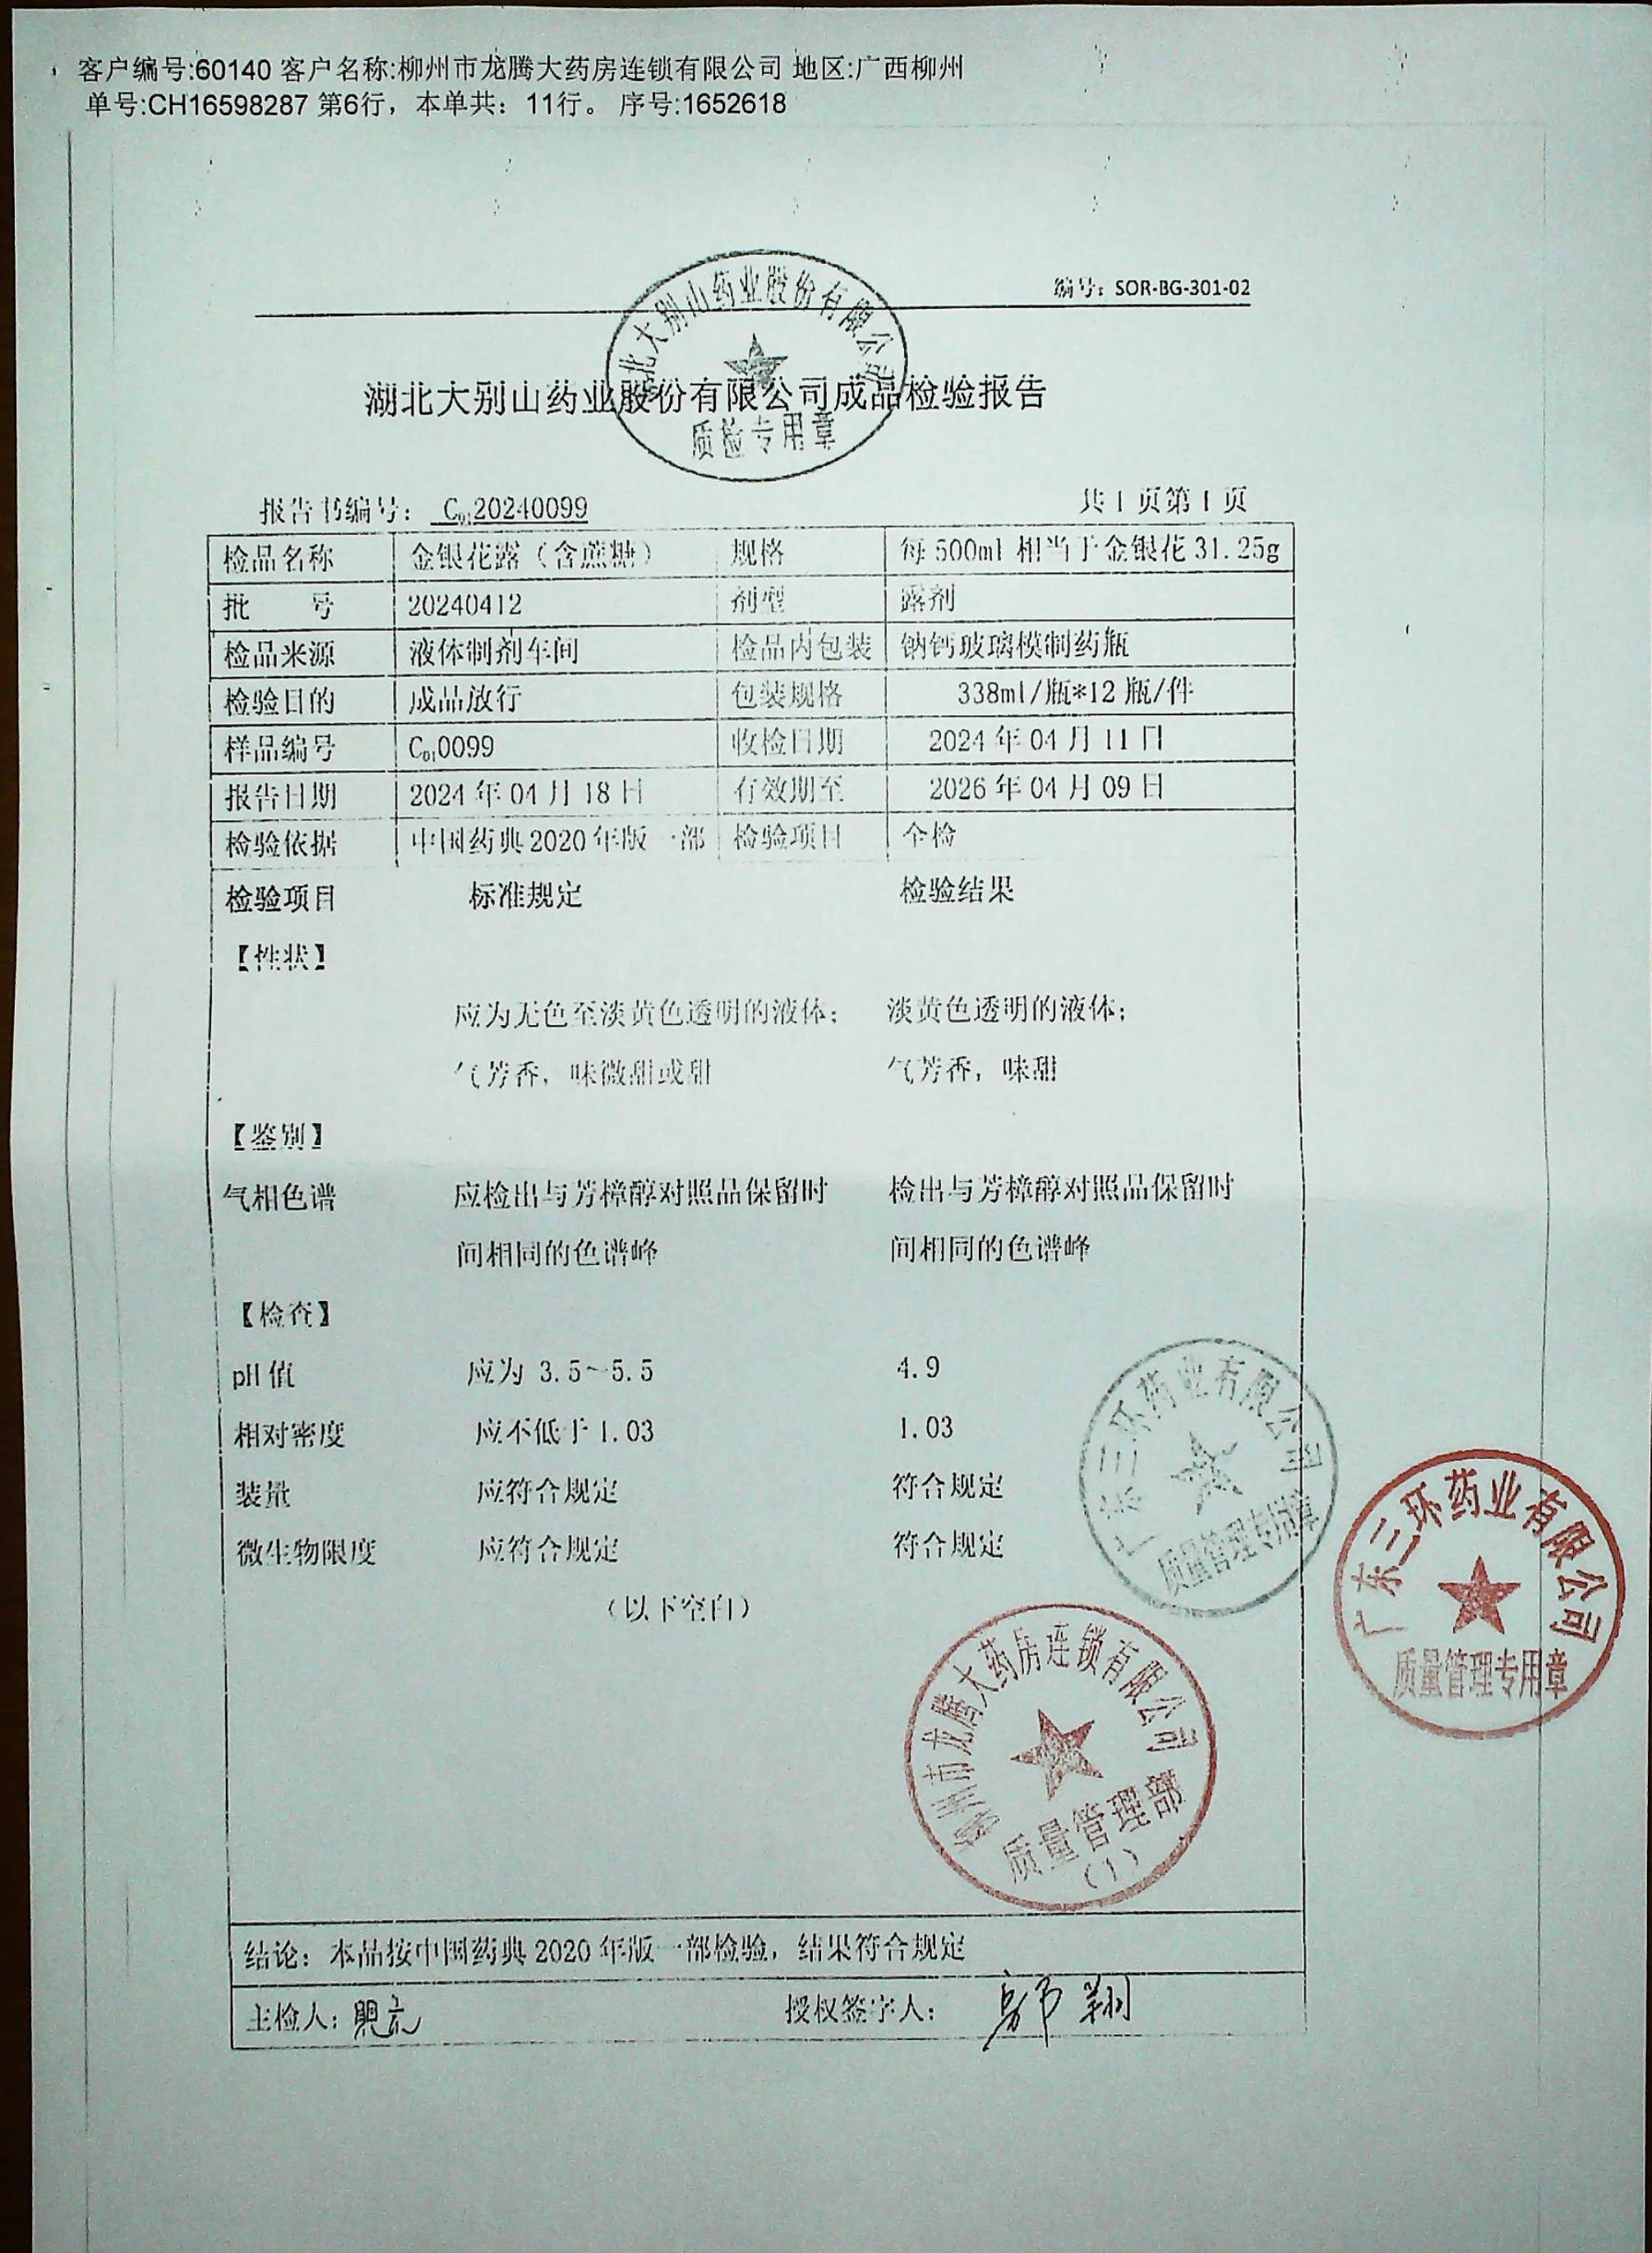 客户编号:60140 客户名称:柳州市龙腾大药房连锁有限公司 地区:广西柳州
单号:CH16598287 第6行，本单共：11行。 序号:1652618
编号：SOR-BG-301-02
湖北大别山药业股份有限公司
质检专用章
湖北大别山药业股份有限公司成品检验报告
报告书编号：C₀₁20240099 共1页第1页
检品名称 金银花露（含蔗糖） 规格 每500ml相当于金银花31.25g
批 号 20240412 剂型 露剂
检品来源 液体制剂车间 检品内包装 钠钙玻璃模制药瓶
检验目的 成品放行 包装规格 338ml/瓶*12瓶/件
样品编号 C₀₁0099 收检日期 2024年04月11日
报告日期 2024年04月18日 有效期至 2026年04月09日
检验依据 中国药典2020年版一部 检验项目 全检
检验项目 标准规定 检验结果
【性状】
应为无色至淡黄色透明的液体； 淡黄色透明的液体；
气芳香，味微甜或甜 气芳香，味甜
【鉴别】
气相色谱 应检出与芳樟醇对照品保留时 检出与芳樟醇对照品保留时
间相同的色谱峰 间相同的色谱峰
【检查】
pH值 应为 3.5~5.5 4.9
相对密度 应不低于1.03 1.03
装量 应符合规定 符合规定
微生物限度 应符合规定 符合规定
（以下空白）
广东三环药业有限公司
质量管理专用章
广东三环药业有限公司
质量管理专用章
柳州市龙腾大药房连锁有限公司
质量管理部
（1）
结论：本品按中国药典2020年版一部检验，结果符合规定
主检人： 授权签字人：